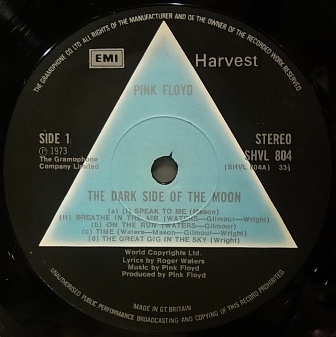 THE GRAMOPHONE CO LTD. ALL RIGHTS OF THE MANUFACTURER AND OF THE OWNER OF THE RECORDED WORK RESERVED.
EMI Harvest
PINK FLOYD
SIDE 1 STEREO
Ⓟ 1973 SHVL 804
The Gramophone (SHVL 804A) 33⅓
Company Limited
THE DARK SIDE OF THE MOON
(a) (i) SPEAK TO ME (Mason)
(ii) BREATHE IN THE AIR (WATERS—Gilmour—Wright)
(b) ON THE RUN (WATERS—Gilmour)
(c) TIME (Waters—Mason—Gilmour—Wright)
(d) THE GREAT GIG IN THE SKY (Wright)
World Copyrights Ltd.
Lyrics by Roger Waters
Music by Pink Floyd
Produced by Pink Floyd
MADE IN GT. BRITAIN
UNAUTHORISED PUBLIC PERFORMANCE BROADCASTING AND COPYING OF THIS RECORD PROHIBITED.